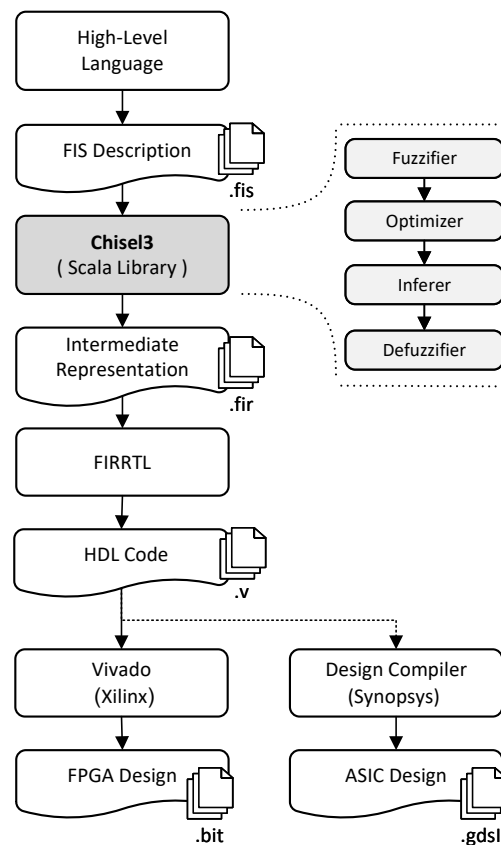 High-Level
Language
FIS Description
.fis
Chisel3
( Scala Library )
Intermediate
Representation
.fir
FIRRTL
HDL Code
.v
Vivado
(Xilinx)
FPGA Design
.bit
Design Compiler
(Synopsys)
ASIC Design
.gdsI
Fuzzifier
Optimizer
Inferer
Defuzzifier